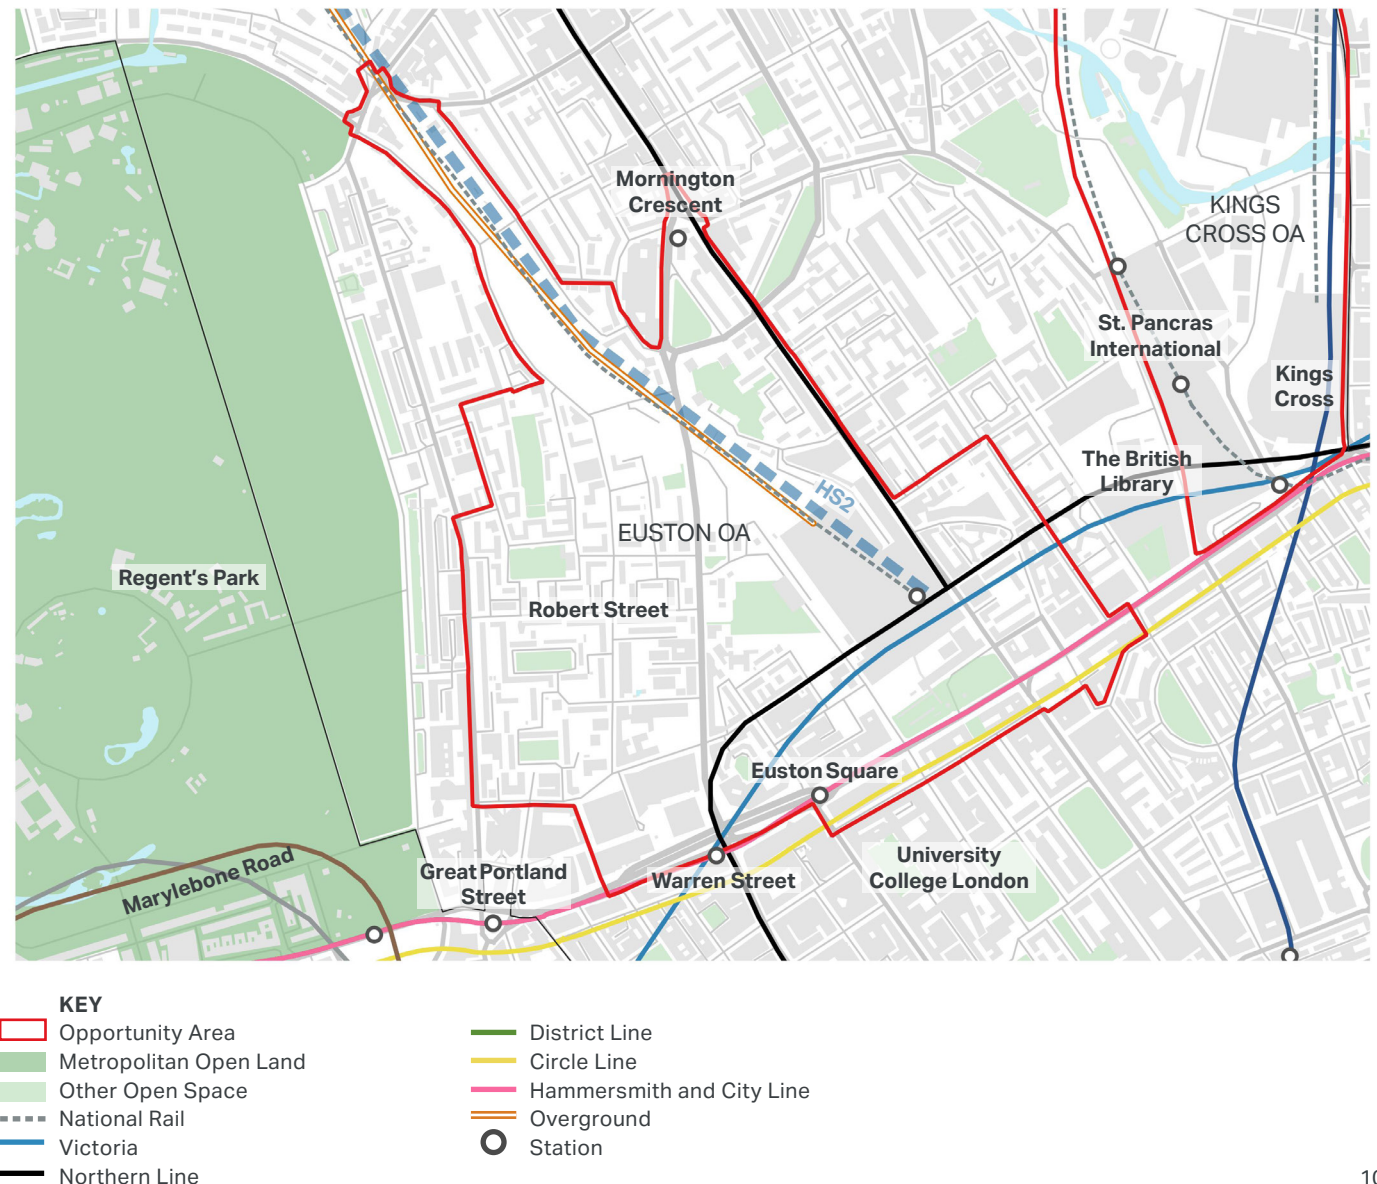 Mornington
Crescent
KINGS
CROSS OA
St. Pancras
International
Kings
Cross
The British
Library
HS2
EUSTON OA
Regent's Park
Robert Street
Euston Square
Marylebone Road
Great Portland
Street
Warren Street
University
College London
KEY
Opportunity Area
Metropolitan Open Land
Other Open Space
National Rail
Victoria
Northern Line
District Line
Circle Line
Hammersmith and City Line
Overground
Station